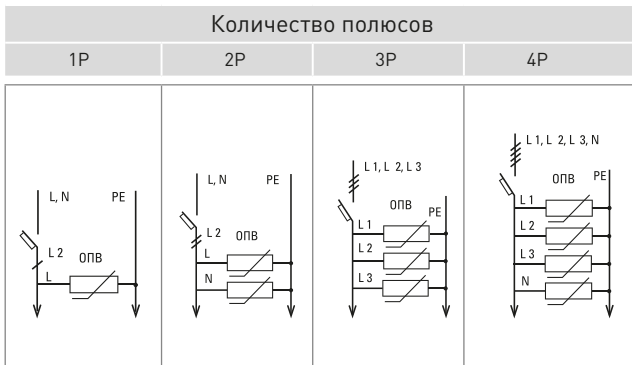 Количество полюсов
1P 2P 3P 4P
L, N PE
L 2 ОПВ
L
L, N PE
L 2 ОПВ
L
N
L 1, L 2, L 3
ОПВ PE
L 1
L 2
L 3
L 1, L 2, L 3, N
ОПВ PE
L 1
L 2
L 3
N